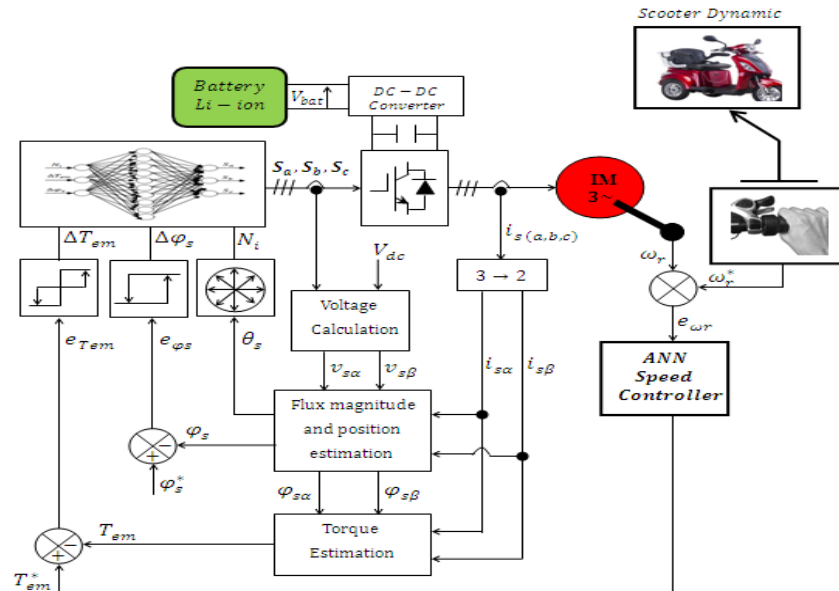 Scooter Dynamic
Battery
Li − ion
V_bat
DC − DC
Converter
S_a, S_b, S_c
IM
3~
ΔT_em
Δφ_s
N_i
V_dc
i_s(a,b,c)
3 → 2
ω_r
ω_r^*
e_ωr
Voltage
Calculation
e_Tem
e_φs
θ_s
v_sα
v_sβ
i_sα
i_sβ
ANN
Speed
Controller
Flux magnitude
and position
estimation
φ_s
−
+
φ_s^*
φ_sα
φ_sβ
Torque
Estimation
T_em
−
+
T_em^*